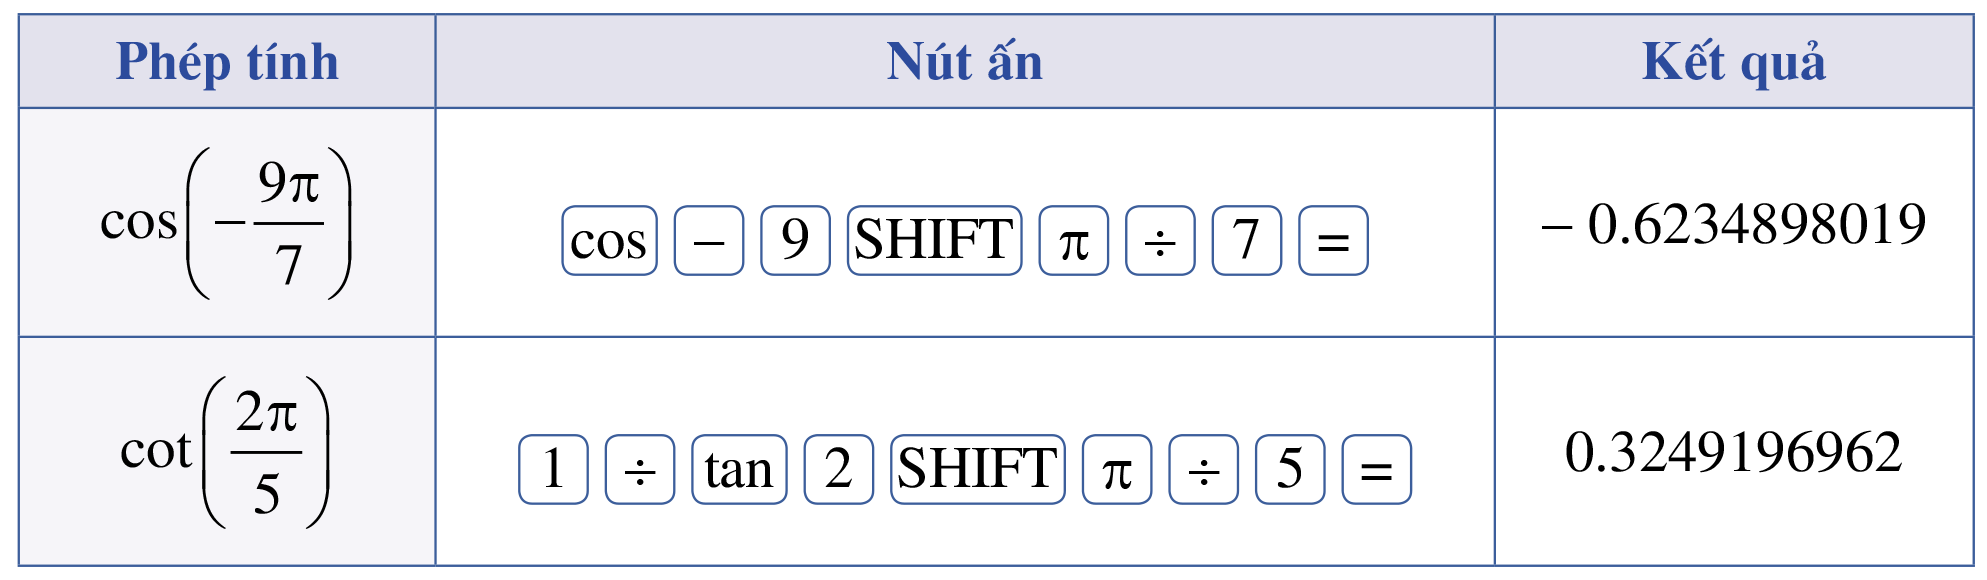 Phép tính Nút ấn Kết quả
cos(−9π/7) cos − 9 SHIFT π ÷ 7 = − 0.6234898019
cot(2π/5) 1 ÷ tan 2 SHIFT π ÷ 5 = 0.3249196962